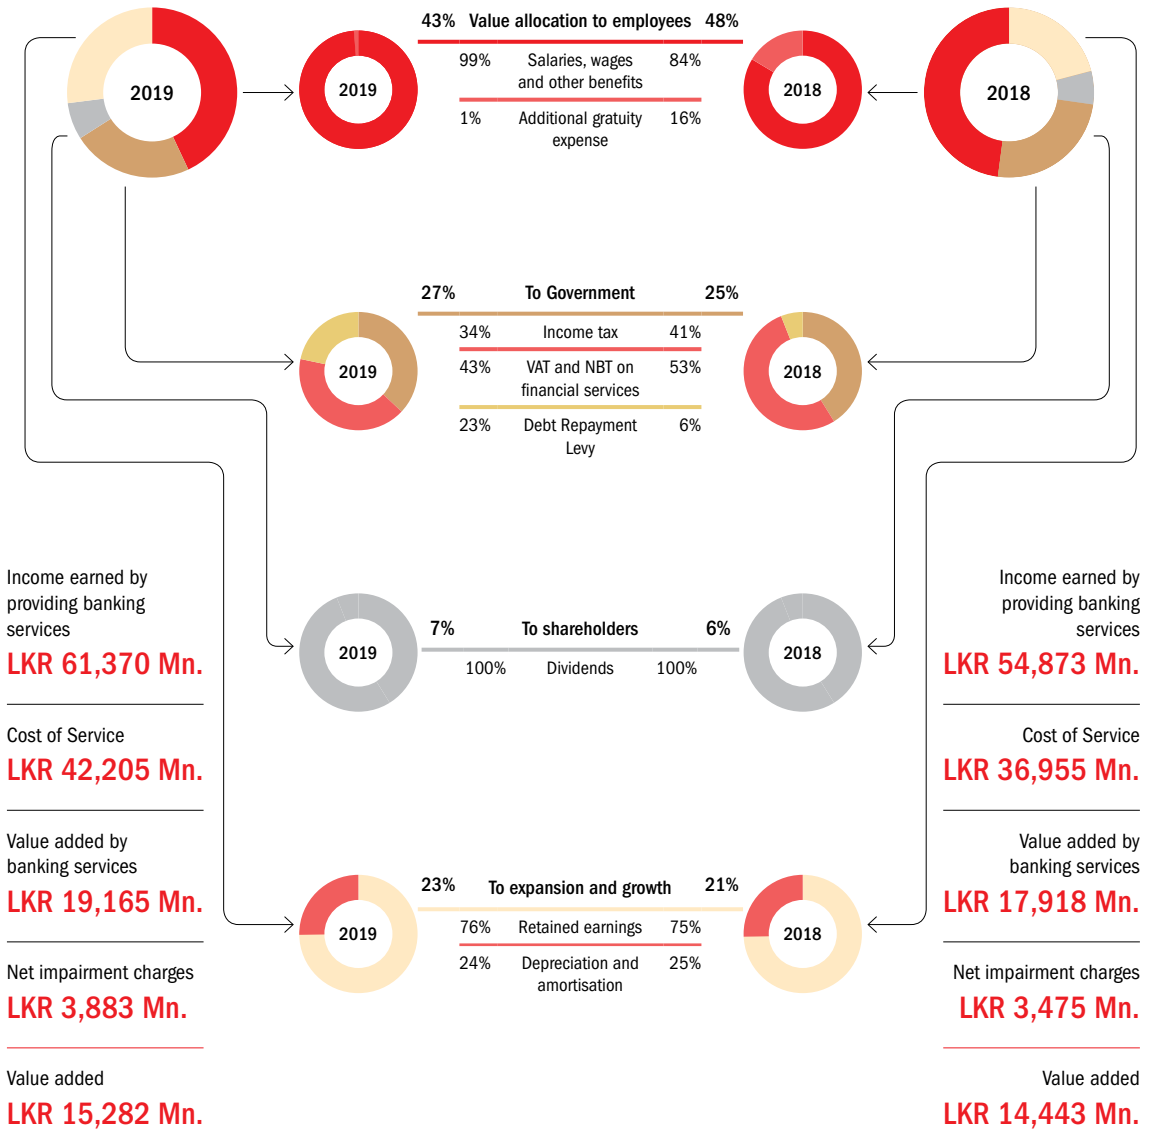 2019
2019
43% Value allocation to employees 48%
99% Salaries, wages 84%
and other benefits
1% Additional gratuity 16%
expense
2018
2018
2019
27% To Government 25%
34% Income tax 41%
43% VAT and NBT on 53%
financial services
23% Debt Repayment 6%
Levy
2018
2019
7% To shareholders 6%
100% Dividends 100%
2018
2019
23% To expansion and growth 21%
76% Retained earnings 75%
24% Depreciation and 25%
amortisation
2018
Income earned by
providing banking
services
LKR 61,370 Mn.
Cost of Service
LKR 42,205 Mn.
Value added by
banking services
LKR 19,165 Mn.
Net impairment charges
LKR 3,883 Mn.
Value added
LKR 15,282 Mn.
Income earned by
providing banking
services
LKR 54,873 Mn.
Cost of Service
LKR 36,955 Mn.
Value added by
banking services
LKR 17,918 Mn.
Net impairment charges
LKR 3,475 Mn.
Value added
LKR 14,443 Mn.